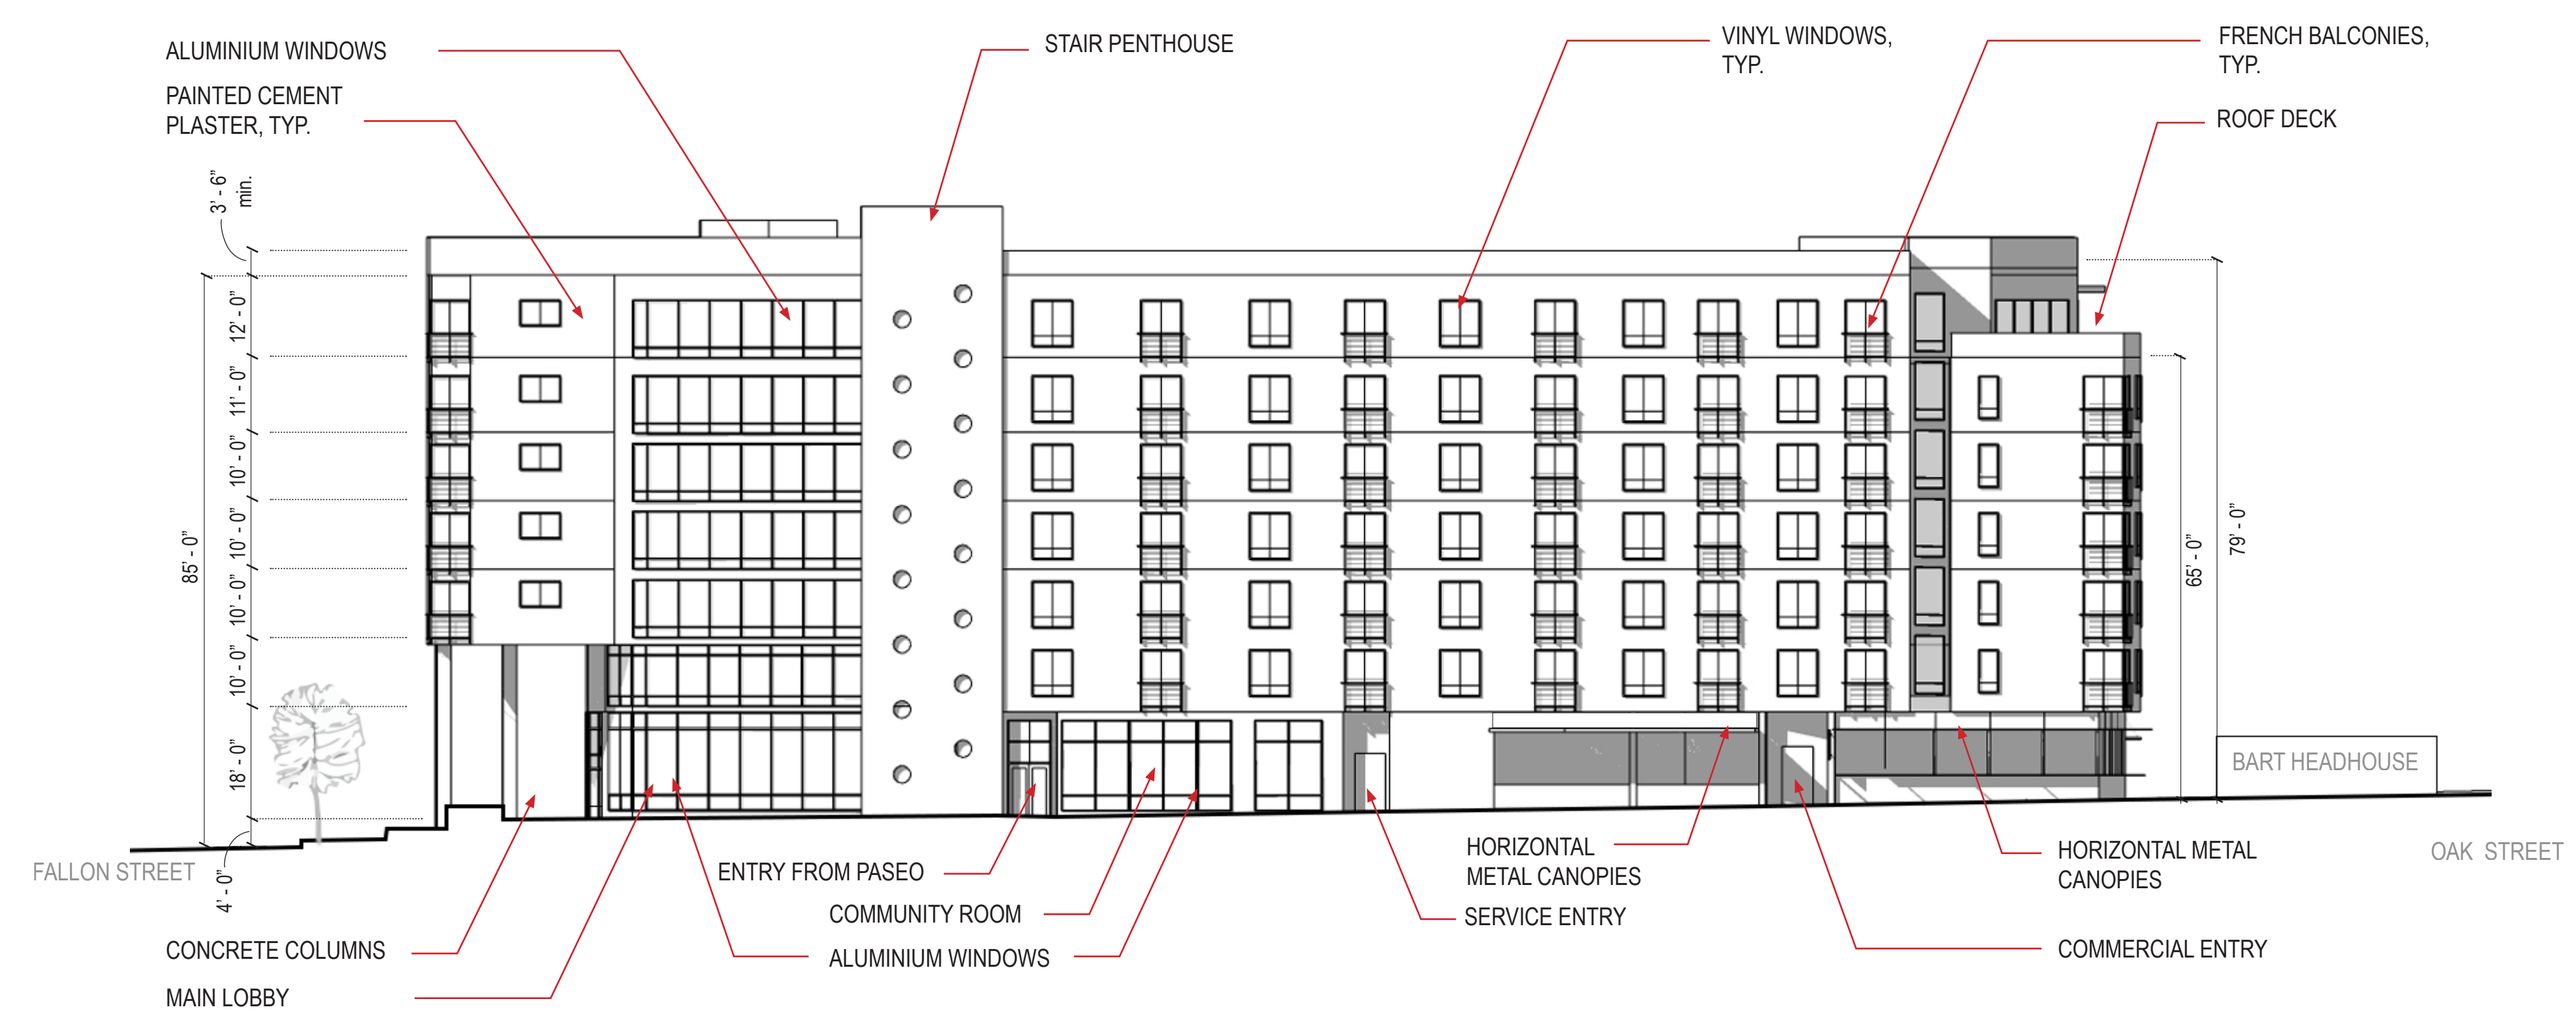 ALUMINIUM WINDOWS
PAINTED CEMENT
PLASTER, TYP.
STAIR PENTHOUSE
VINYL WINDOWS,
TYP.
FRENCH BALCONIES,
TYP.
ROOF DECK
3' - 6"
min.
12' - 0"
11' - 0"
10' - 0"
10' - 0"
10' - 0"
10' - 0"
18' - 0"
4' - 0"
85' - 0"
65' - 0"
79' - 0"
BART HEADHOUSE
FALLON STREET
OAK STREET
CONCRETE COLUMNS
MAIN LOBBY
ENTRY FROM PASEO
COMMUNITY ROOM
ALUMINIUM WINDOWS
HORIZONTAL
METAL CANOPIES
SERVICE ENTRY
HORIZONTAL METAL
CANOPIES
COMMERCIAL ENTRY